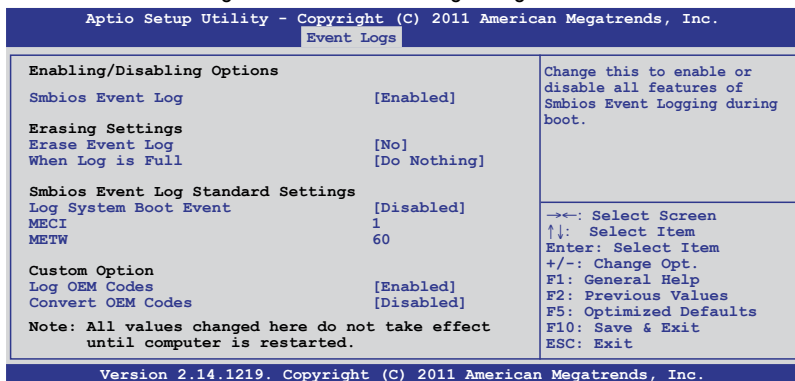 Aptio Setup Utility - Copyright (C) 2011 American Megatrends, Inc.
Event Logs
Enabling/Disabling Options
Smbios Event Log [Enabled]
Erasing Settings
Erase Event Log [No]
When Log is Full [Do Nothing]
Smbios Event Log Standard Settings
Log System Boot Event [Disabled]
MECI 1
METW 60
Custom Option
Log OEM Codes [Enabled]
Convert OEM Codes [Disabled]
Note: All values changed here do not take effect
until computer is restarted.
Change this to enable or
disable all features of
Smbios Event Logging during
boot.
→←: Select Screen
↑↓: Select Item
Enter: Select Item
+/-: Change Opt.
F1: General Help
F2: Previous Values
F5: Optimized Defaults
F10: Save & Exit
ESC: Exit
Version 2.14.1219. Copyright (C) 2011 American Megatrends, Inc.